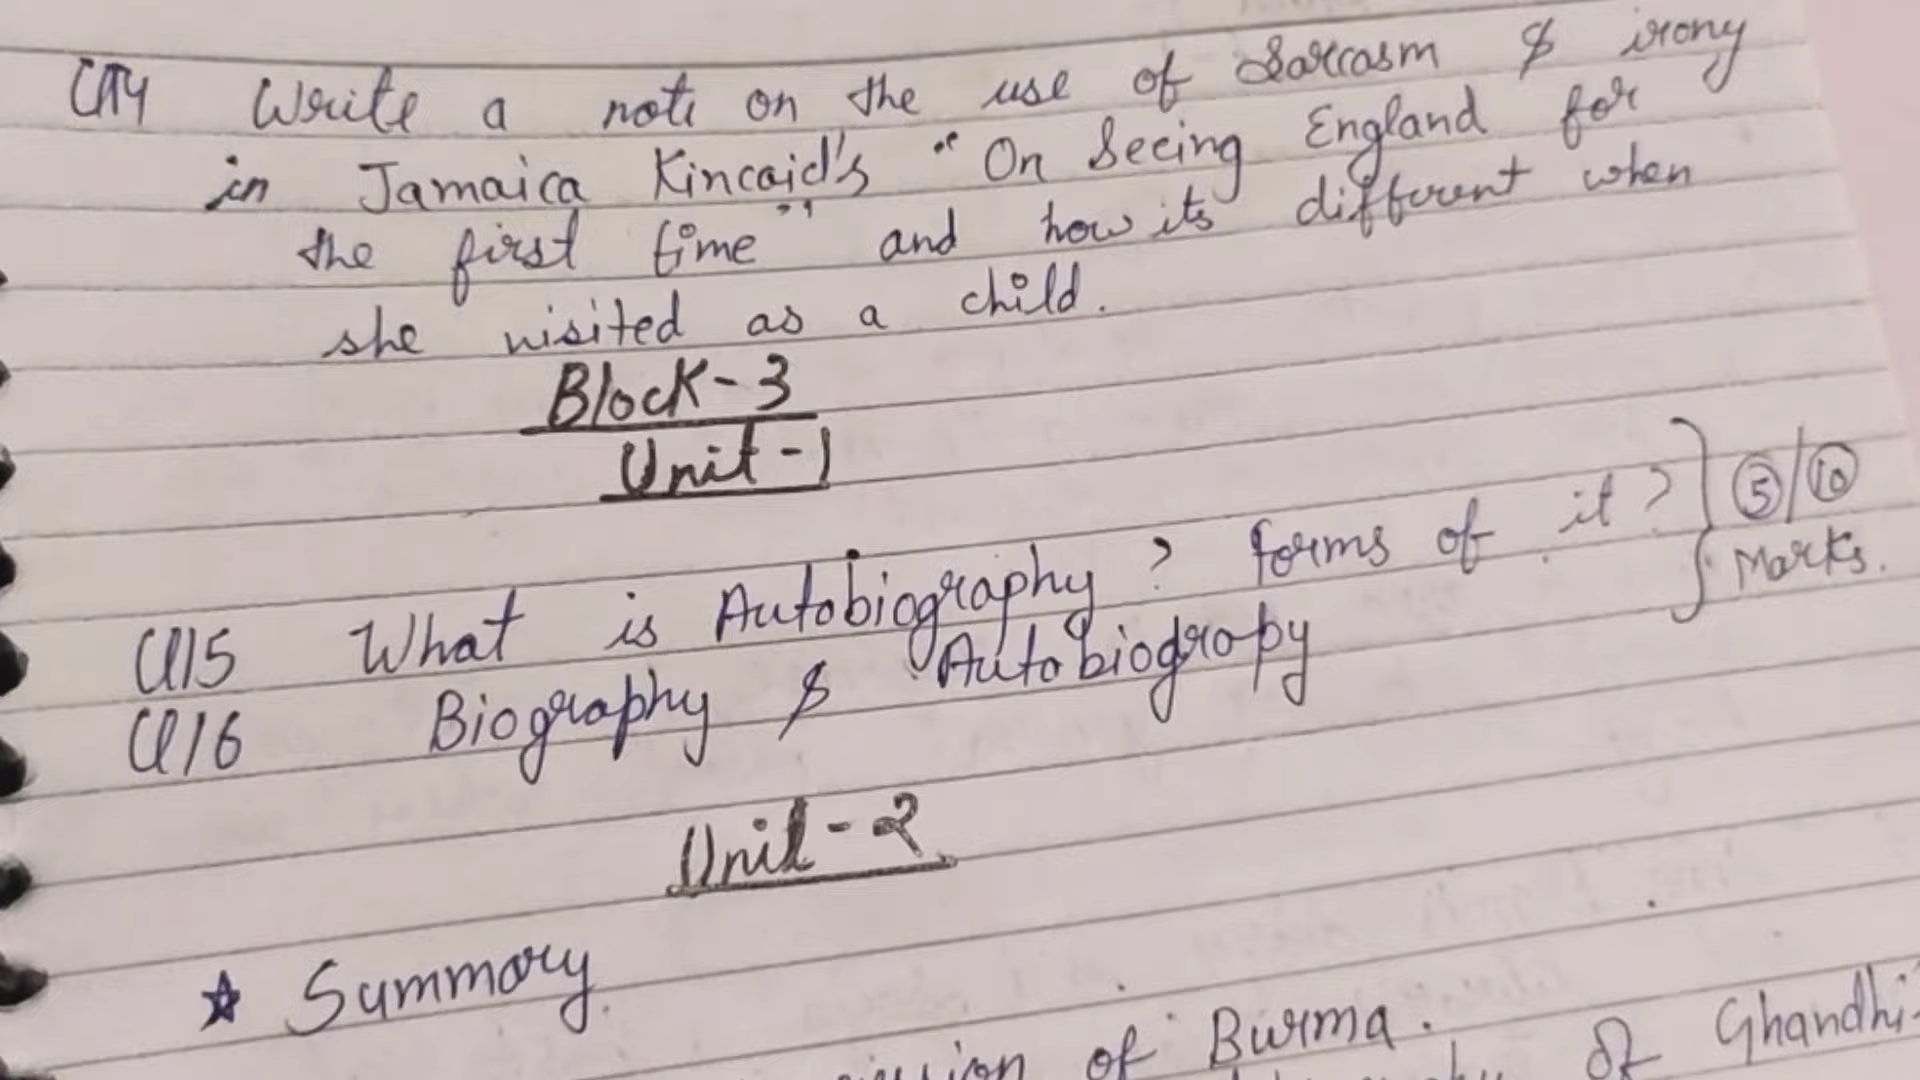 Q14 Write a note on the use of Sarcasm & irony
in Jamaica Kincaid's "On Seeing England for
the first time" and how its different when
she visited as a child.
Block-3
Unit-1
Q15 What is Autobiography? forms of it? 5/10
Marks.
Q16 Biography & Autobiogropy
Unit-2
☆ Summary.
of Burma.
of Ghandhi